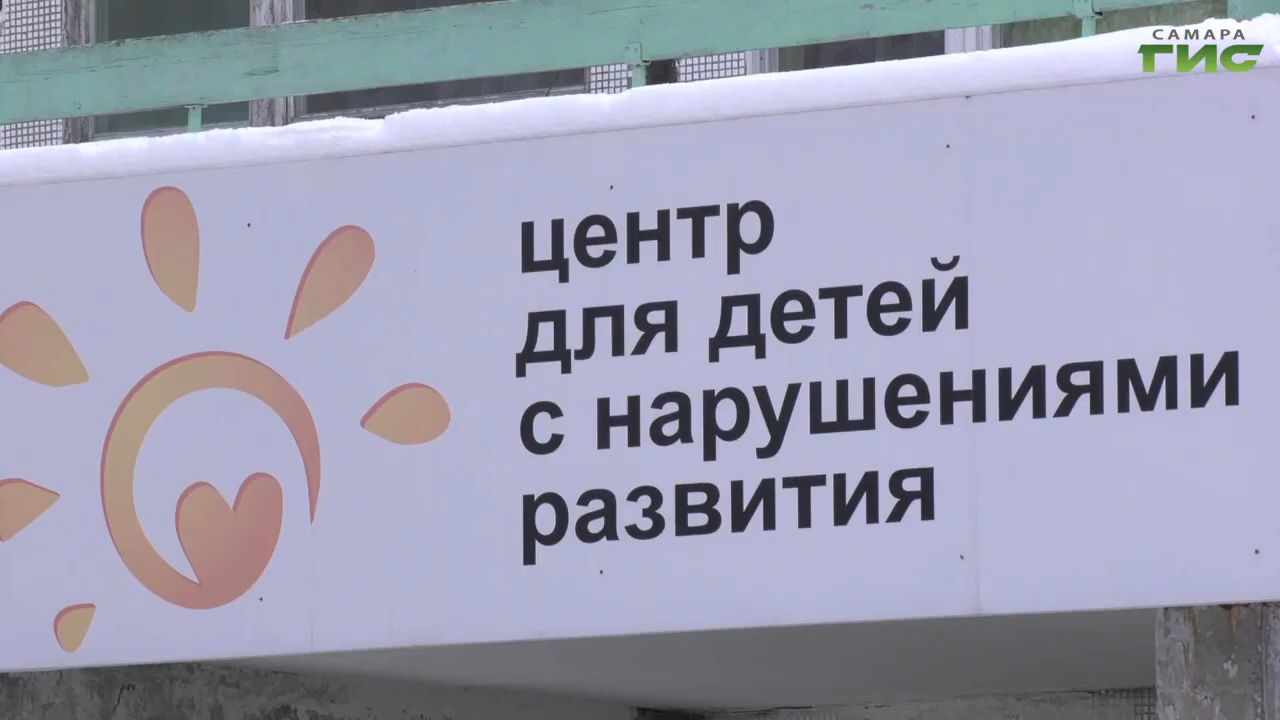 САМАРА
ГИС
центр
для детей
с нарушениями
развития